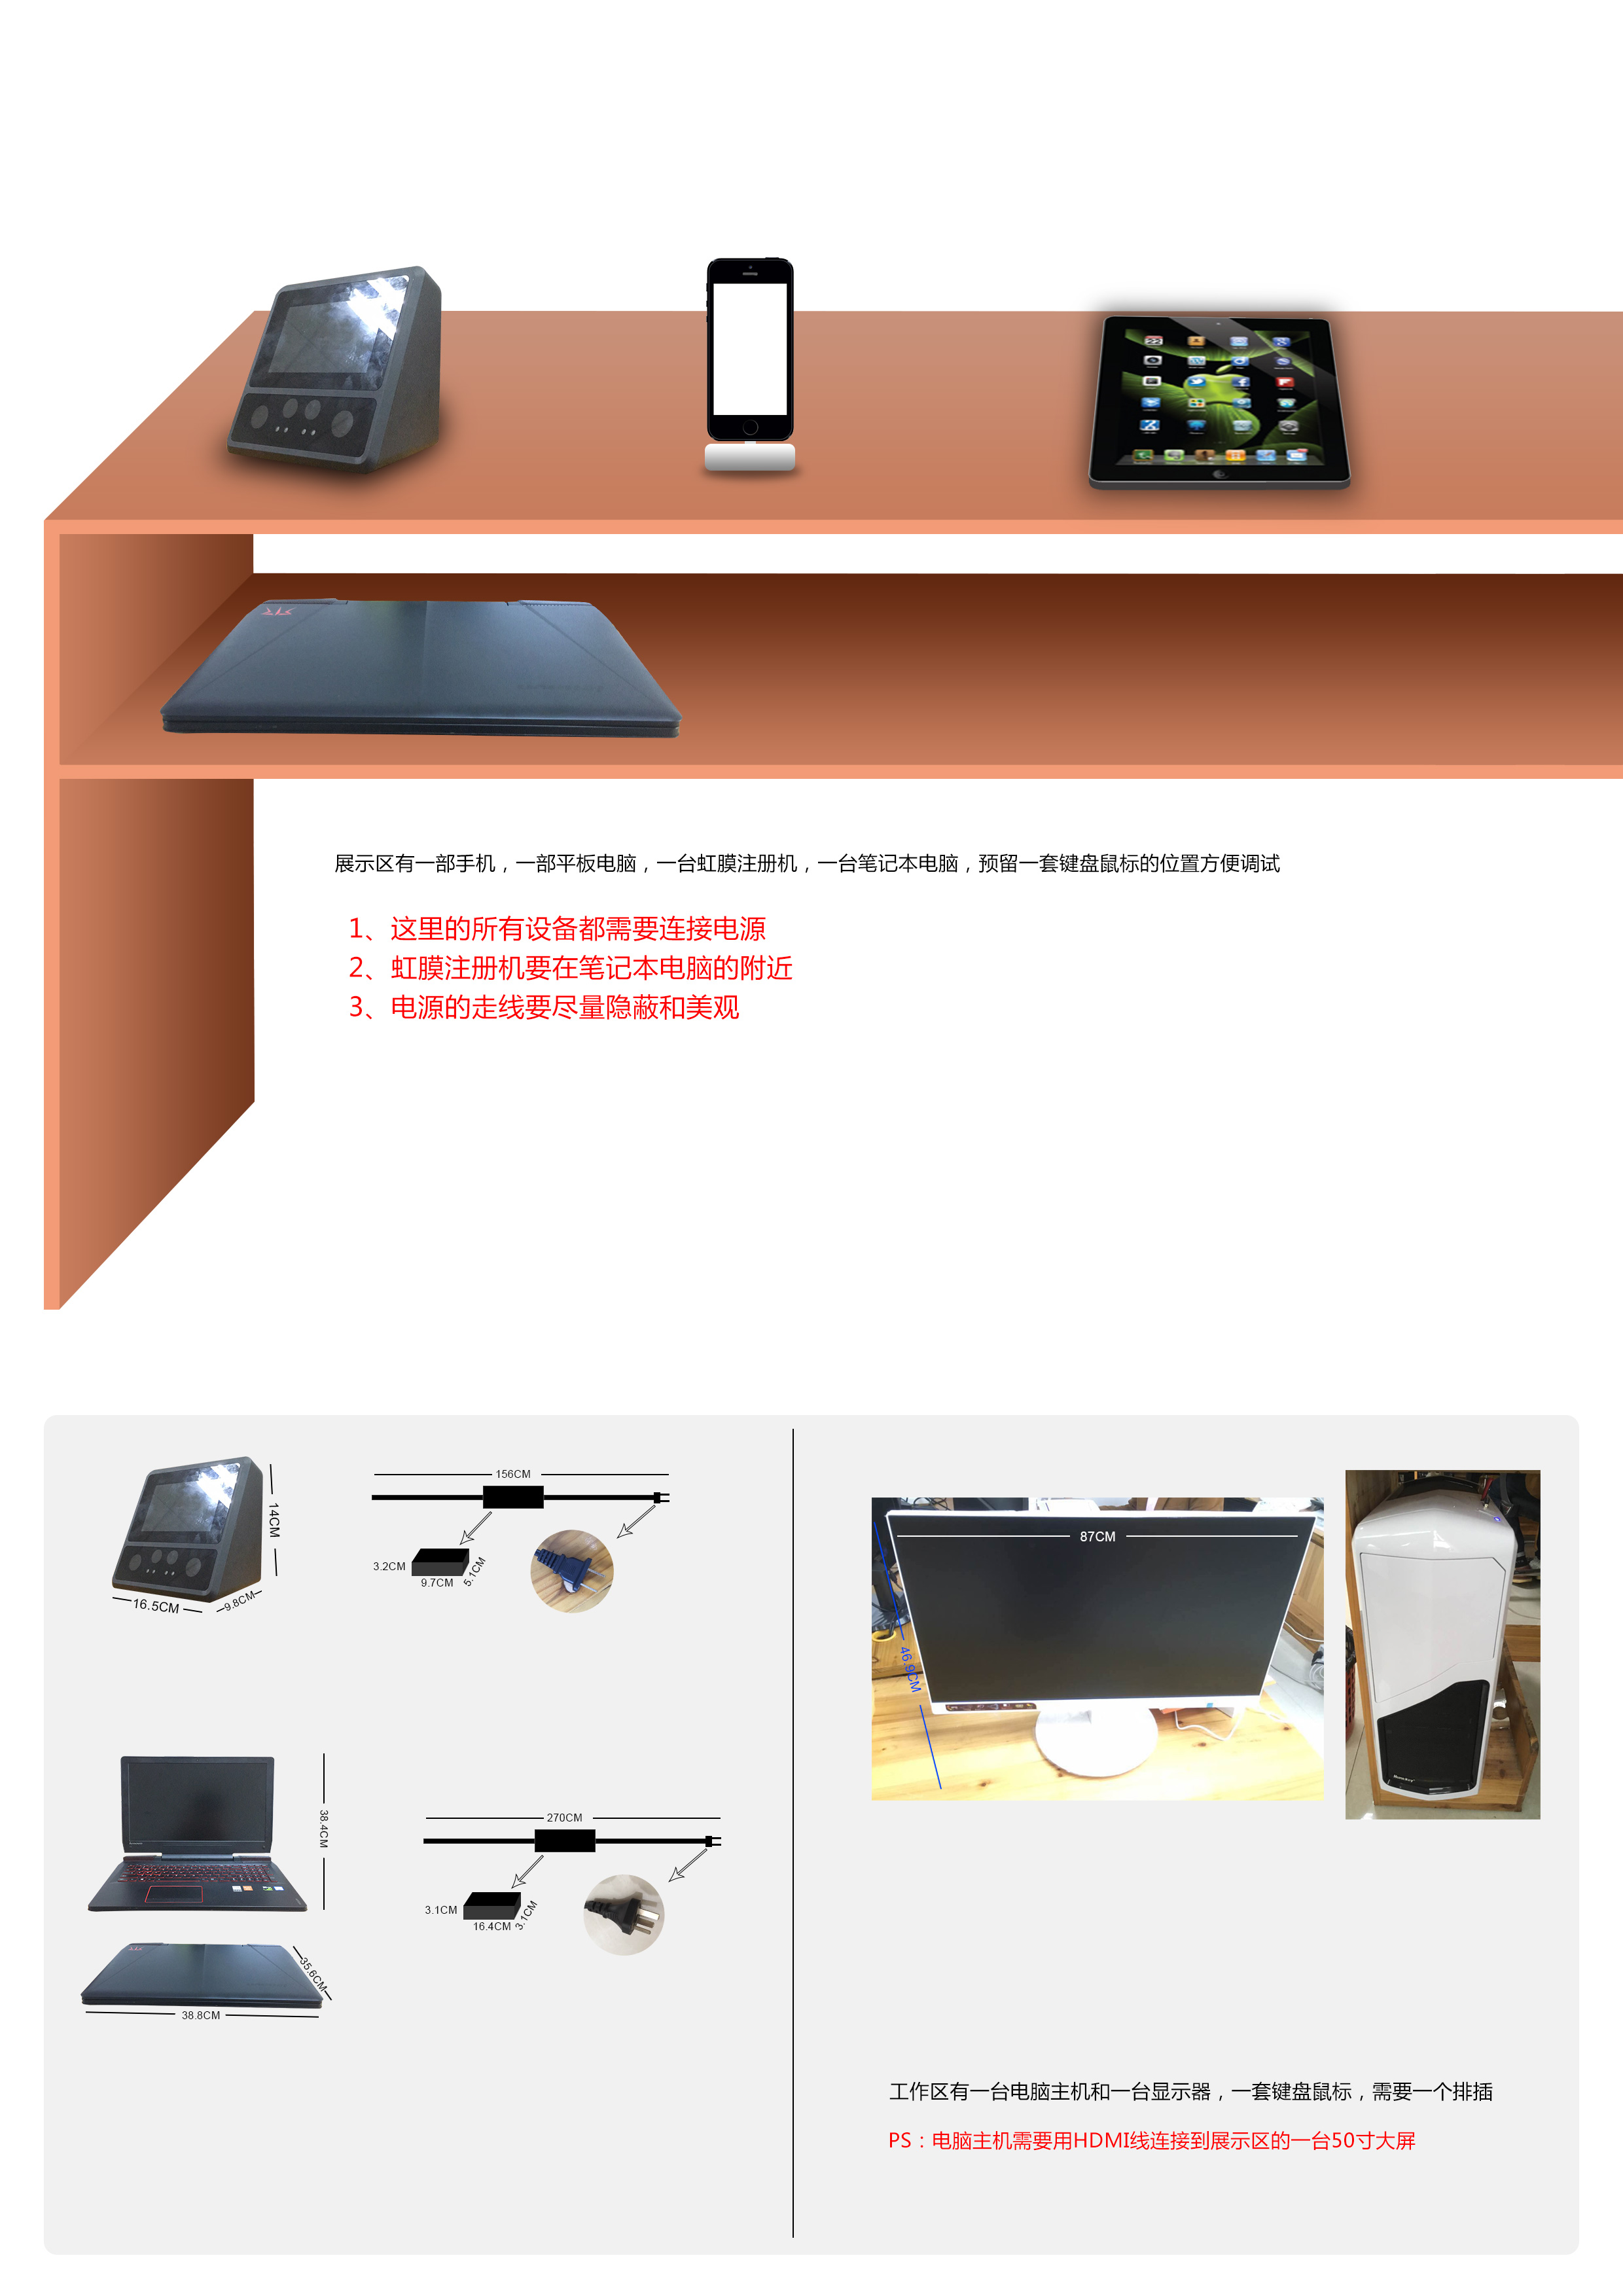 展示区有一部手机，一部平板电脑，一台虹膜注册机，一台笔记本电脑，预留一套键盘鼠标的位置方便调试
1、这里的所有设备都需要连接电源
2、虹膜注册机要在笔记本电脑的附近
3、电源的走线要尽量隐蔽和美观
14CM
16.5CM
9.8CM
156CM
3.2CM
9.7CM
5.1CM
38.4CM
35.6CM
38.8CM
270CM
3.1CM
16.4CM
3.1CM
87CM
46.9CM
工作区有一台电脑主机和一台显示器，一套键盘鼠标，需要一个排插
PS：电脑主机需要用HDMI线连接到展示区的一台50寸大屏